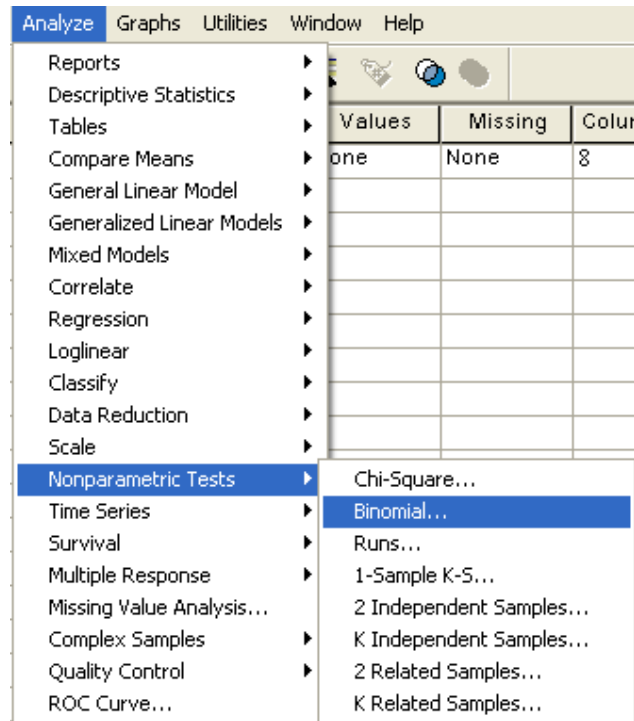 Analyze Graphs Utilities Window Help
Reports
Descriptive Statistics
Tables
Values Missing Colur
Compare Means
one None 8
General Linear Model
Generalized Linear Models
Mixed Models
Correlate
Regression
Loglinear
Classify
Data Reduction
Scale
Nonparametric Tests
Chi-Square...
Time Series
Binomial...
Survival
Runs...
Multiple Response
1-Sample K-S...
Missing Value Analysis...
2 Independent Samples...
Complex Samples
K Independent Samples...
Quality Control
2 Related Samples...
ROC Curve...
K Related Samples...